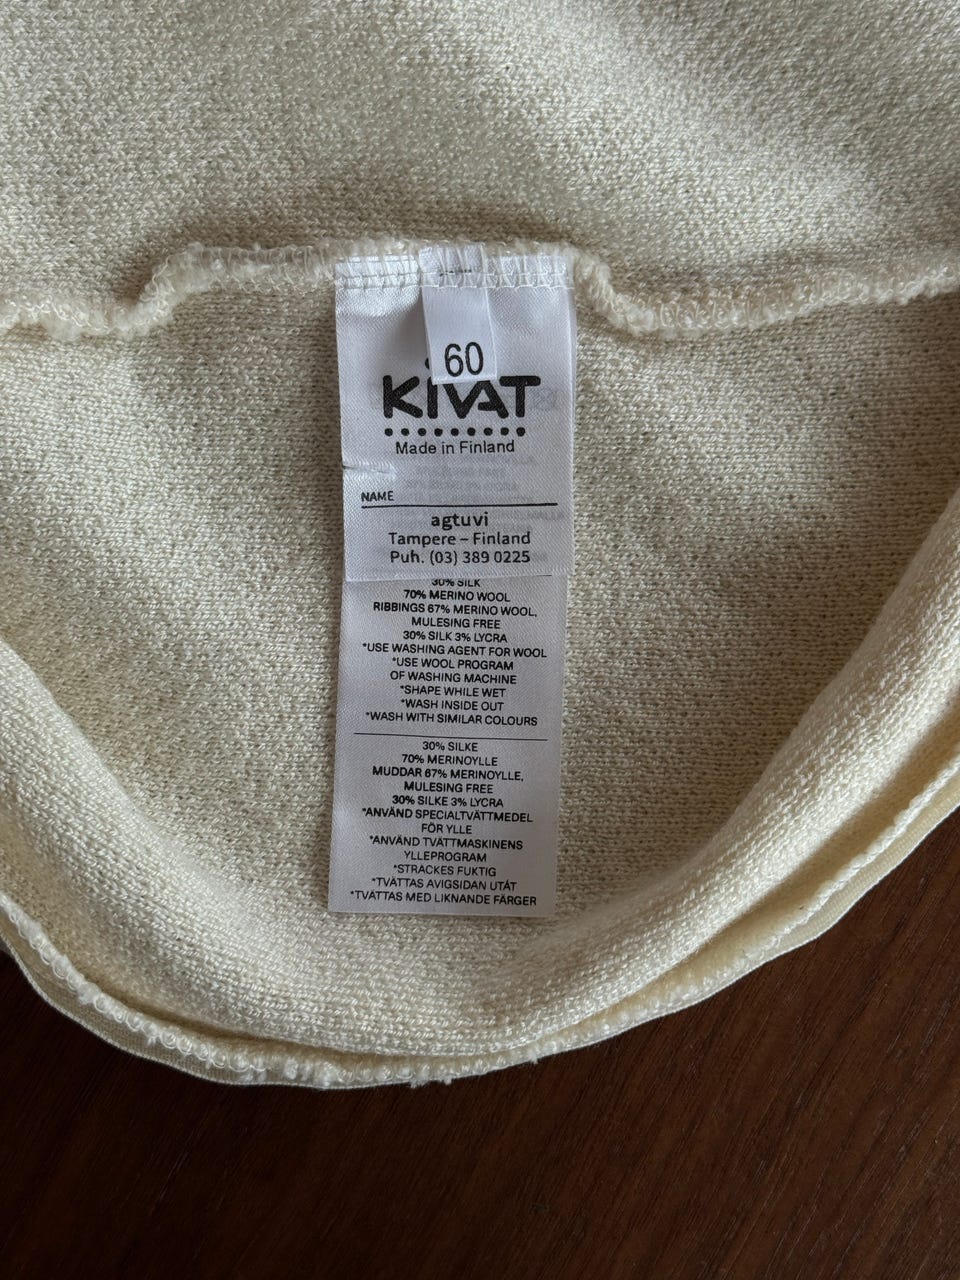 60
KiVAT
Made in Finland
NAME
agtuvi
Tampere – Finland
Puh. (03) 389 0225
30% SILK
70% MERINO WOOL
RIBBINGS 67% MERINO WOOL,
MULESING FREE
30% SILK 3% LYCRA
*USE WASHING AGENT FOR WOOL
*USE WOOL PROGRAM
OF WASHING MACHINE
*SHAPE WHILE WET
*WASH INSIDE OUT
*WASH WITH SIMILAR COLOURS
30% SILKE
70% MERINOYLLE
MUDDAR 67% MERINOYLLE,
MULESING FREE
30% SILKE 3% LYCRA
*ANVÄND SPECIALTVÄTTMEDEL
FÖR YLLE
*ANVÄND TVÄTTMASKINENS
YLLEPROGRAM
*STRACKES FUKTIG
*TVÄTTAS AVIGSIDAN UTÅT
*TVÄTTAS MED LIKNANDE FÄRGER